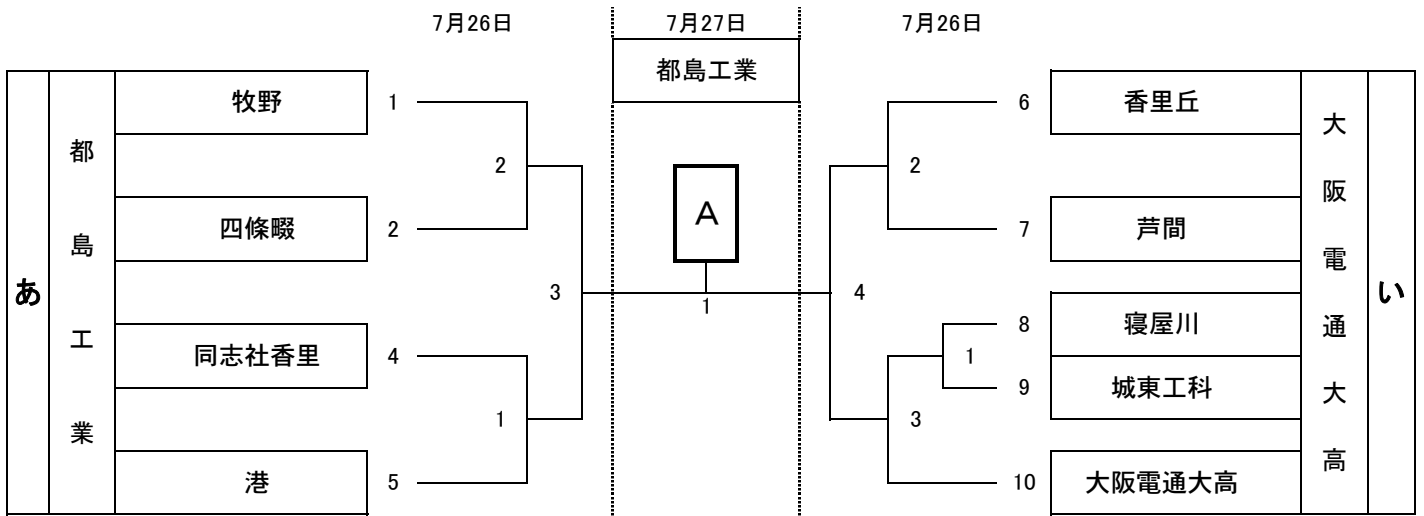 7月26日 7月27日 7月26日
都島工業
あ
都島工業
牧野 1
四條畷 2
同志社香里 4
港 5
2
1
3
A
1
4
2
1
3
6 香里丘
7 芦間
8 寝屋川
9 城東工科
10 大阪電通大高
大阪電通大高
い